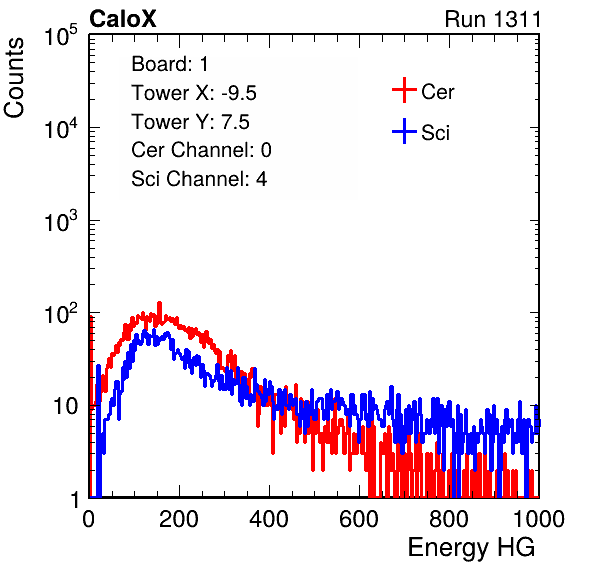 CaloX Run 1311
Counts
Board: 1
Tower X: -9.5
Tower Y: 7.5
Cer Channel: 0
Sci Channel: 4
Cer
Sci
10^5
10^4
10^3
10^2
10
1
0 200 400 600 800 1000
Energy HG